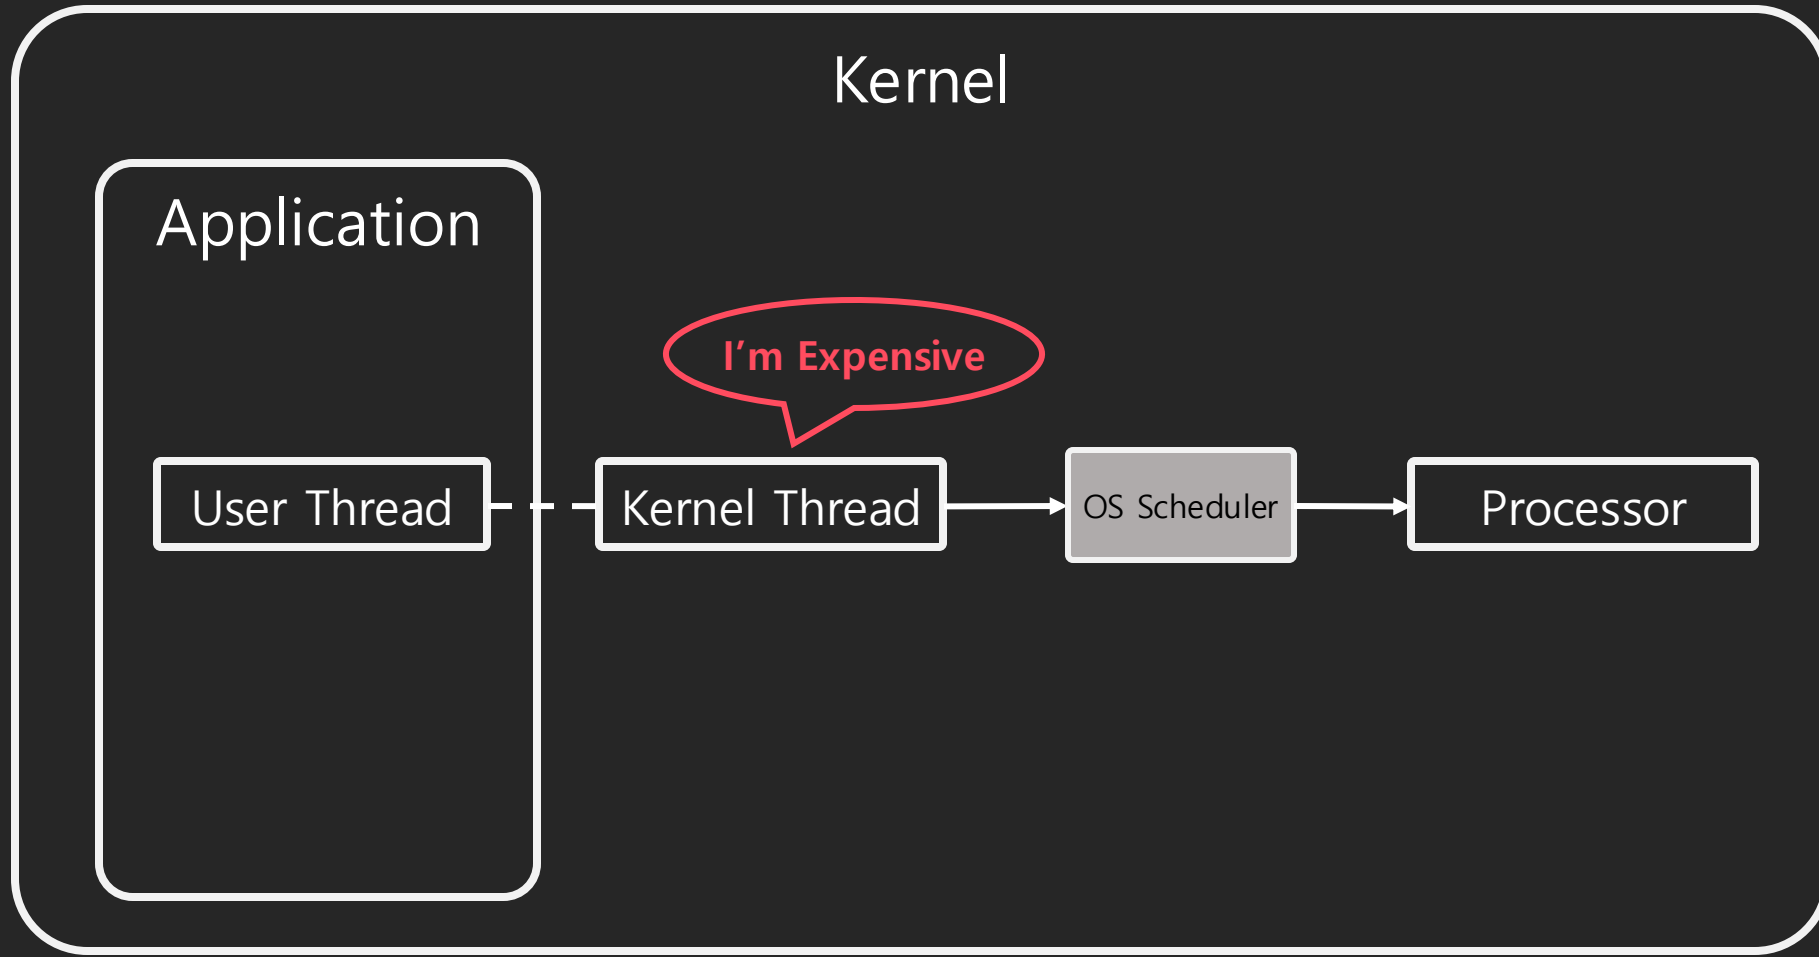 Kernel
Application
I’m Expensive
User Thread
Kernel Thread
OS Scheduler
Processor